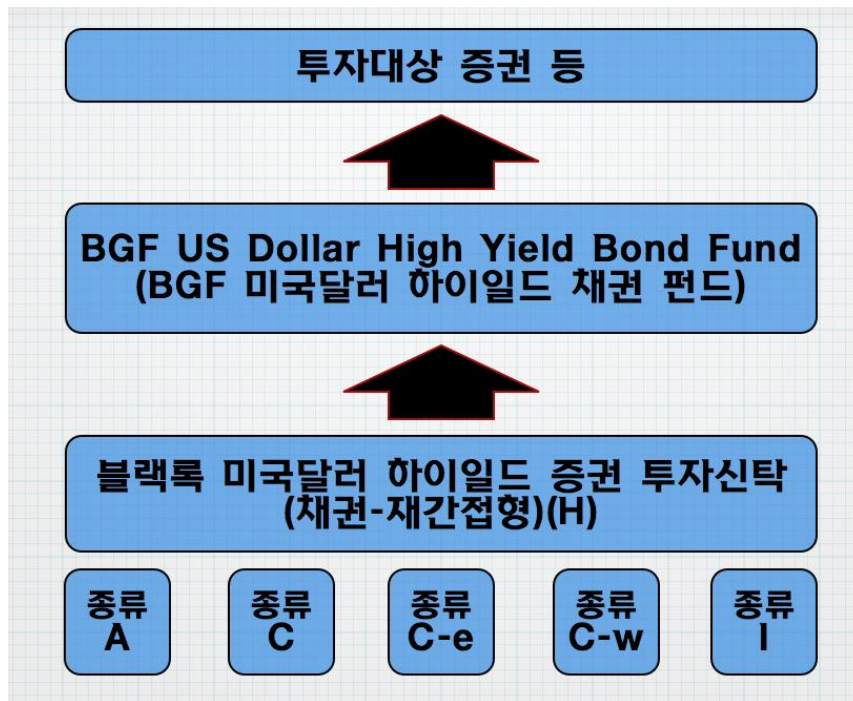 투자대상 증권 등
BGF US Dollar High Yield Bond Fund
(BGF 미국달러 하이일드 채권 펀드)
블랙록 미국달러 하이일드 증권 투자신탁
(채권-재간접형)(H)
종류
A
종류
C
종류
C-e
종류
C-w
종류
I